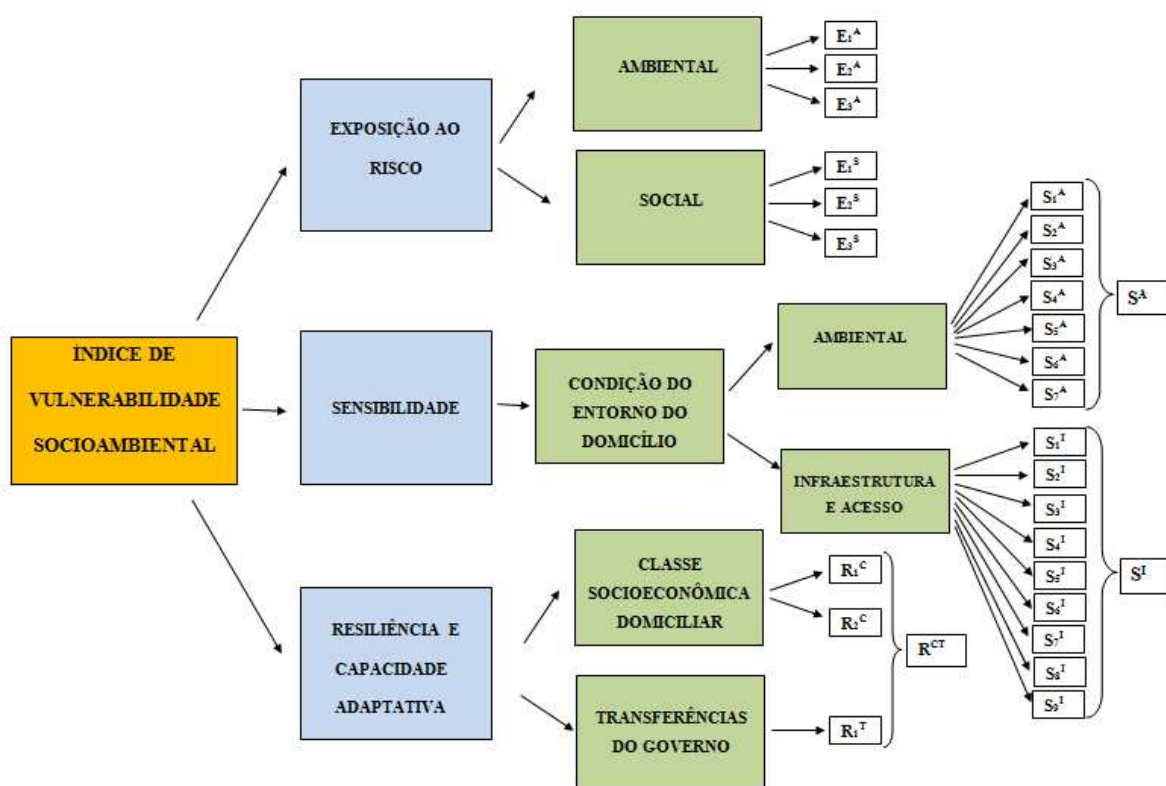 ÍNDICE DE
VULNERABILIDADE
SOCIOAMBIENTAL
EXPOSIÇÃO AO
RISCO
AMBIENTAL
E₁ᴬ
E₂ᴬ
E₃ᴬ
SOCIAL
E₁ˢ
E₂ˢ
E₃ˢ
SENSIBILIDADE
CONDIÇÃO DO
ENTORNO DO
DOMICÍLIO
AMBIENTAL
S₁ᴬ
S₂ᴬ
S₃ᴬ
S₄ᴬ
S₅ᴬ
S₆ᴬ
S₇ᴬ
Sᴬ
INFRAESTRUTURA
E ACESSO
S₁ᴵ
S₂ᴵ
S₃ᴵ
S₄ᴵ
S₅ᴵ
S₆ᴵ
S₇ᴵ
S₈ᴵ
S₉ᴵ
Sᴵ
RESILIÊNCIA E
CAPACIDADE
ADAPTATIVA
CLASSE
SOCIOECONÔMICA
DOMICILIAR
R₁ᶜ
R₂ᶜ
TRANSFERÊNCIAS
DO GOVERNO
R₁ᵀ
Rᶜᵀ